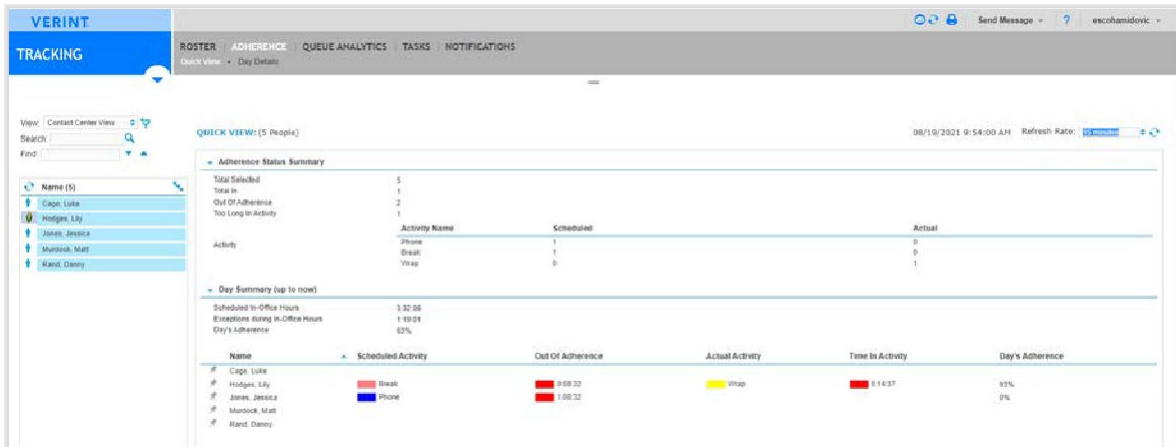 VERINT
Send Message
?
escohamidovic
TRACKING
ROSTER ADHERENCE QUEUE ANALYTICS TASKS NOTIFICATIONS
Quick View • Day Details
View: Contact Center View
Search:
Find:
Name (5)
Cage, Luke
Hodges, Lily
Jones, Jessica
Murdock, Matt
Rand, Danny
QUICK VIEW: (5 People)
08/19/2021 9:54:00 AM Refresh Rate: 15 minutes
Adherence Status Summary
Total Selected 5
Total In 1
Out Of Adherence 2
Too Long In Activity 1
Activity Name Scheduled Actual
Activity
Phone 1 0
Break 1 0
Wrap 0 1
Day Summary (up to now)
Scheduled In-Office Hours
Exceptions during In-Office Hours
Day's Adherence 63%
Name Scheduled Activity Out Of Adherence Actual Activity Time In Activity Day's Adherence
Cage, Luke
Hodges, Lily Break Wrap 0:14:37
Jones, Jessica Phone 0%
Murdock, Matt
Rand, Danny